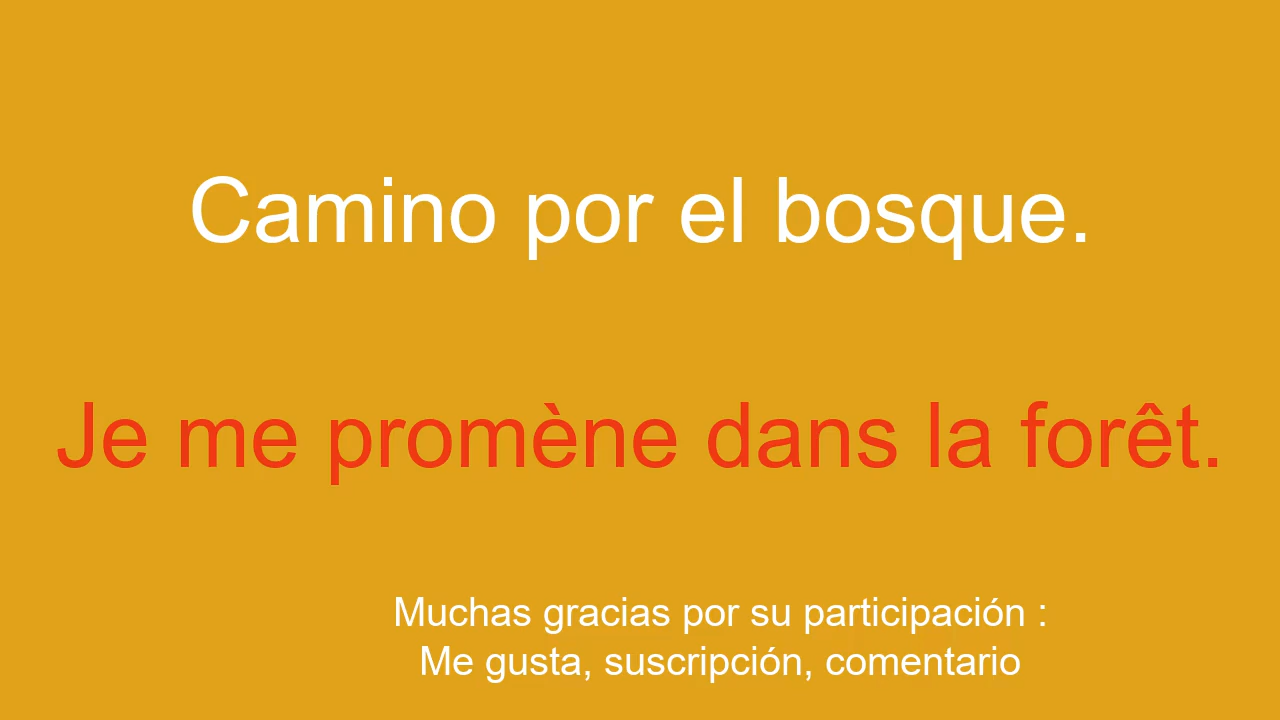 Camino por el bosque.
Je me promène dans la forêt.
Muchas gracias por su participación :
Me gusta, suscripción, comentario